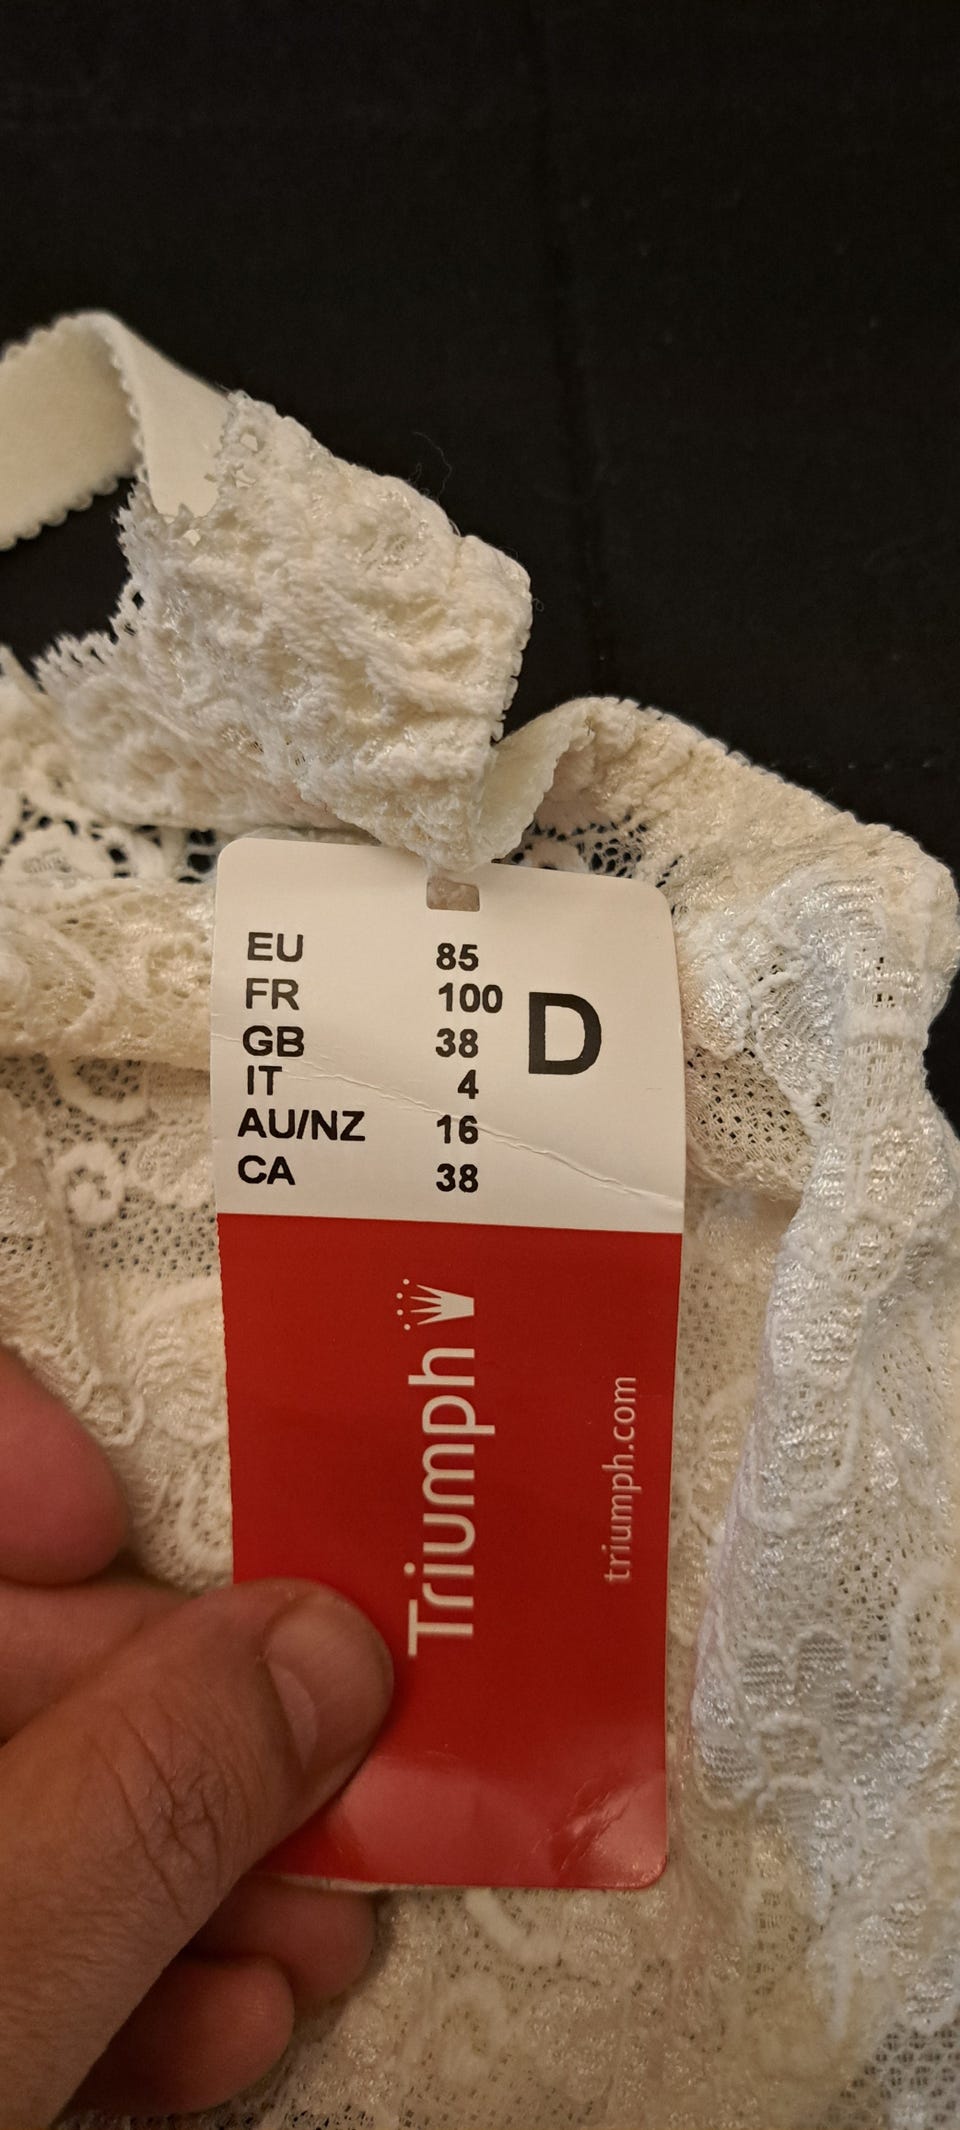 EU 85
FR 100
GB 38 D
IT 4
AU/NZ 16
CA 38
Triumph
triumph.com